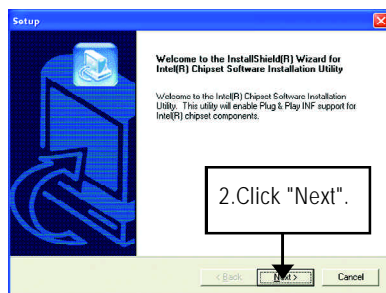 Setup
Welcome to the InstallShield(R) Wizard for
Intel(R) Chipset Software Installation Utility
Welcome to the Intel(R) Chipset Software Installation
Utility. This utility will enable Plug & Play INF support for
Intel(R) chipset components.
2.Click "Next".
< Back
Next >
Cancel